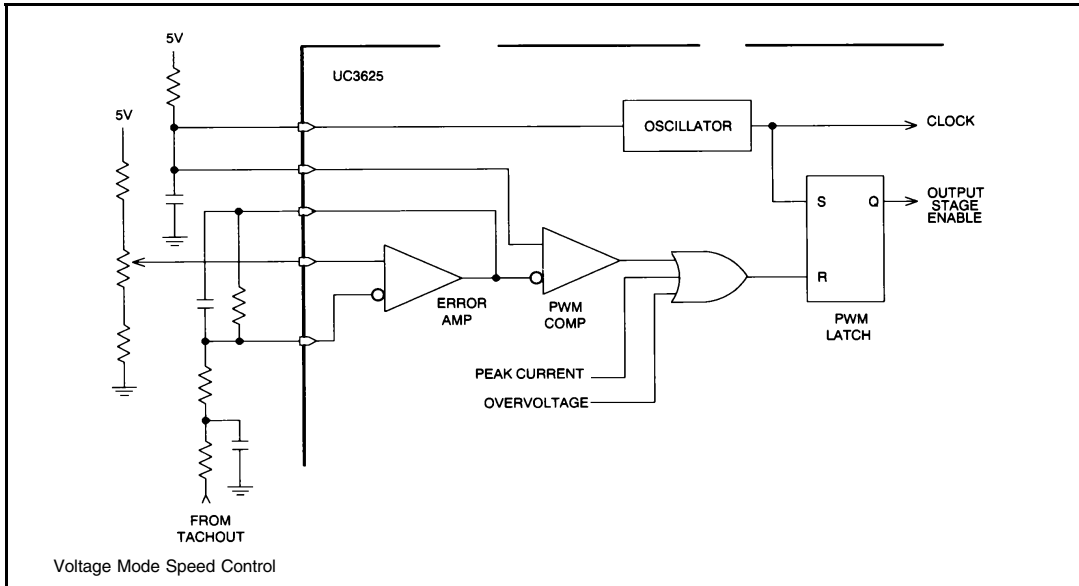 5V
UC3625
5V
OSCILLATOR
CLOCK
S
Q
OUTPUT
STAGE
ENABLE
R
ERROR
AMP
PWM
COMP
PWM
LATCH
PEAK CURRENT
OVERVOLTAGE
FROM
TACHOUT
Voltage Mode Speed Control